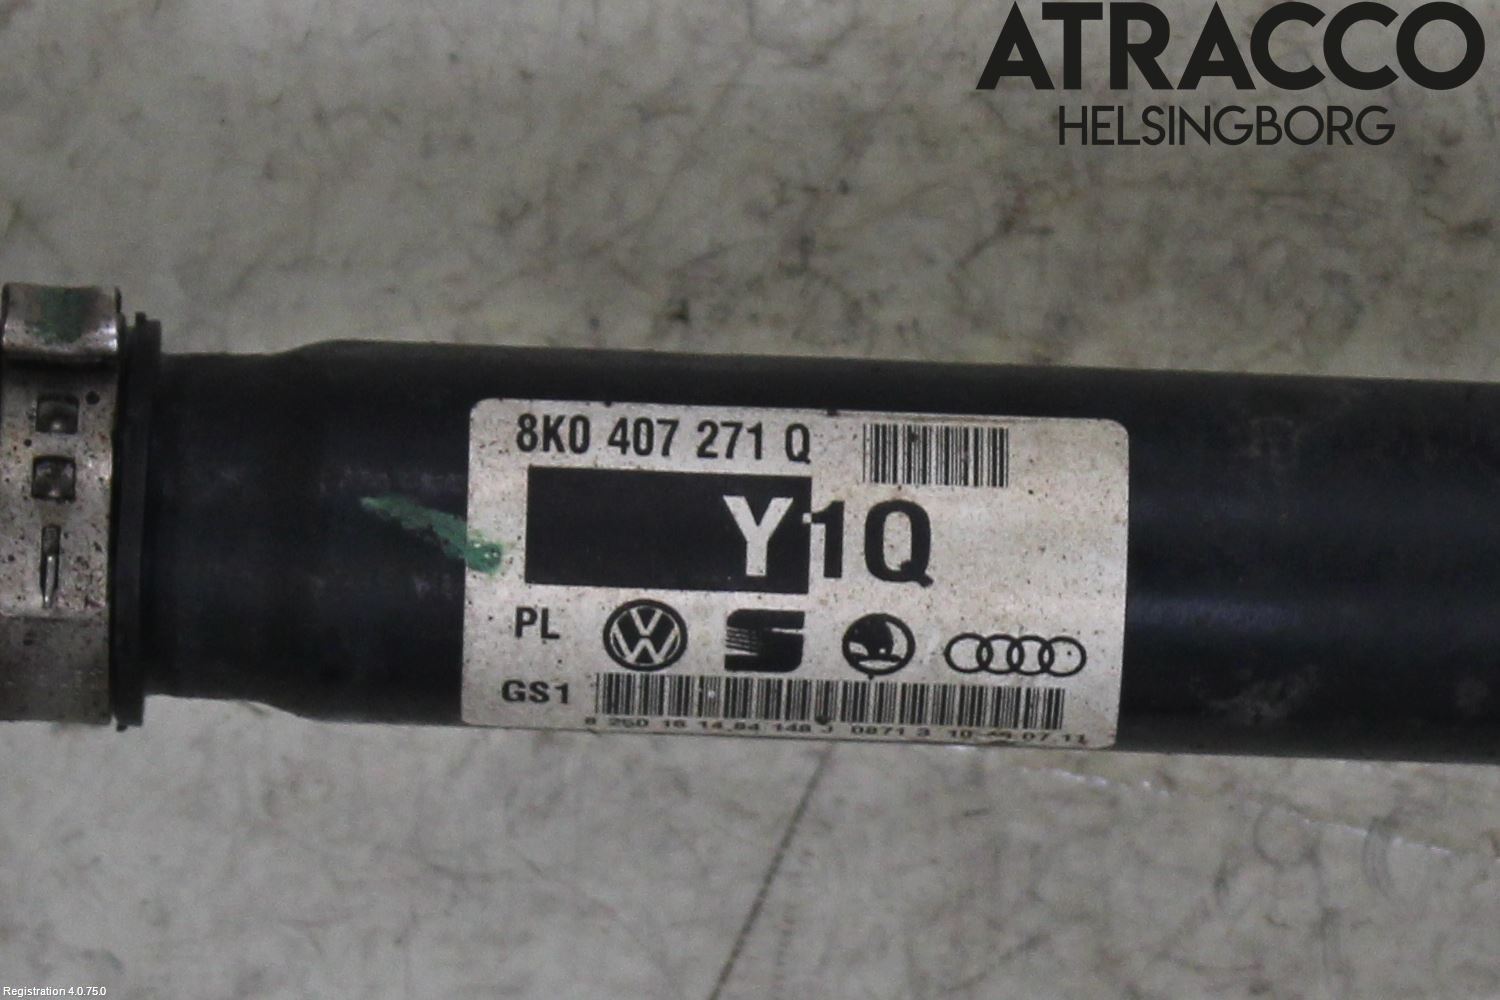 ATRACCO
HELSINGBORG
8K0 407 271 Q
Y1Q
PL
GS1
Registration 4.0.75.0